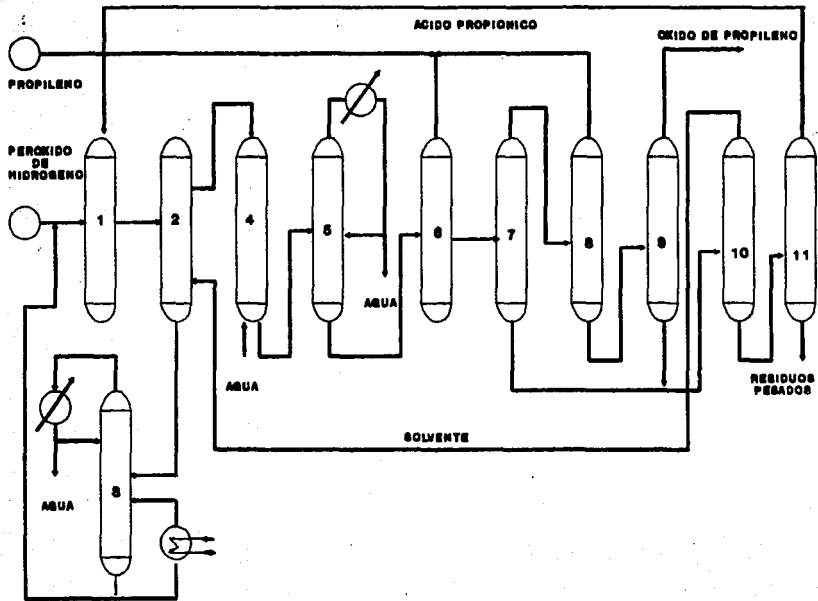 ACIDO PROPIONICO
OXIDO DE PROPILENO
PROPILENO
PEROXIDO
DE
HIDROGENO
1
2
4
5
6
7
8
9
10
11
AGUA
AGUA
RESIDUOS
PESADOS
SOLVENTE
3
AGUA